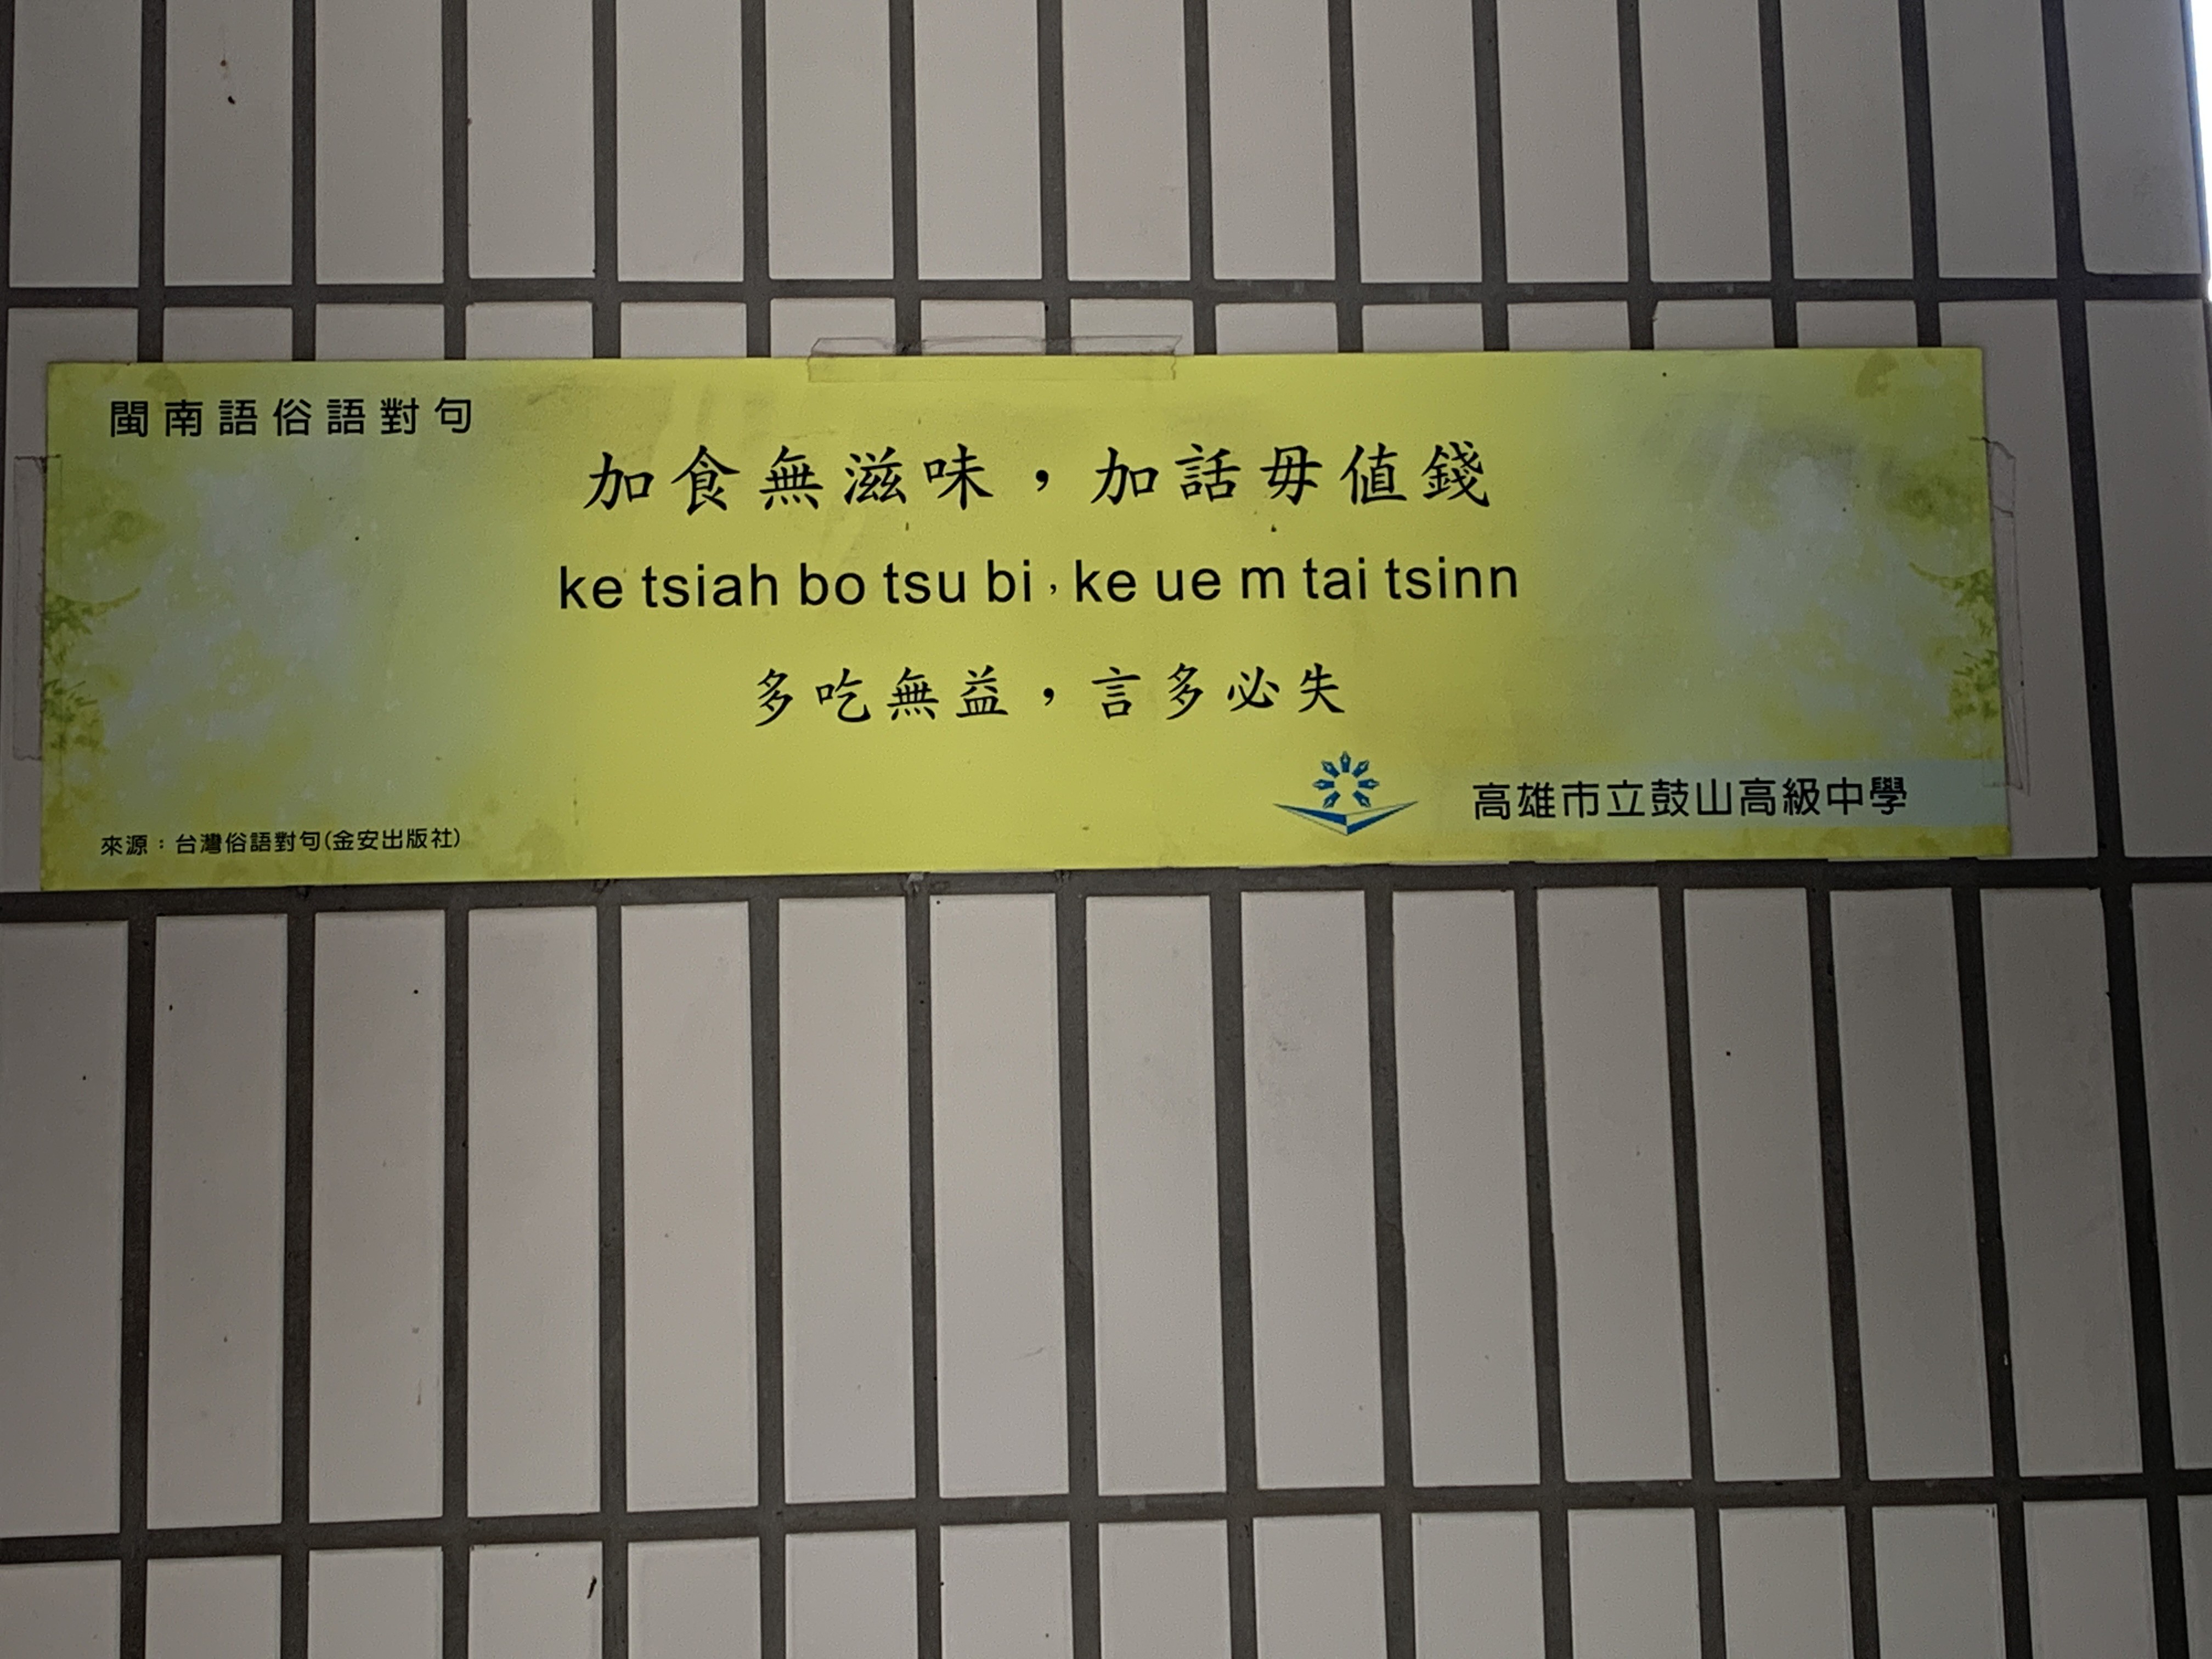 閩南語俗語對句
加食無滋味，加話毋值錢
ke tsiah bo tsu bi，ke ue m tai tsinn
多吃無益，言多必失
高雄市立鼓山高級中學
來源：台灣俗語對句(金安出版社)